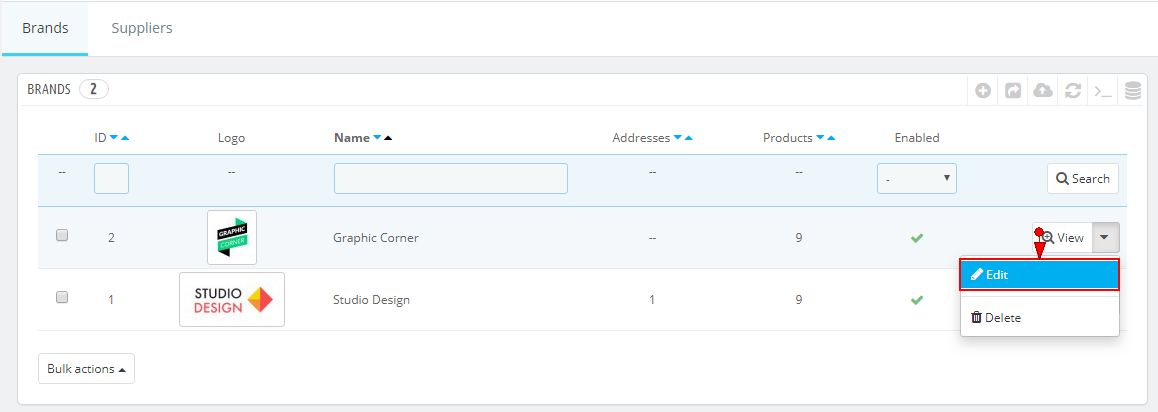 Brands Suppliers
BRANDS 2
ID Logo Name Addresses Products Enabled
-- -- -- -- - Search
GRAPHIC
CORNER
2 Graphic Corner -- 9 View
Edit
STUDIO
DESIGN
1 Studio Design 1 9
Delete
Bulk actions